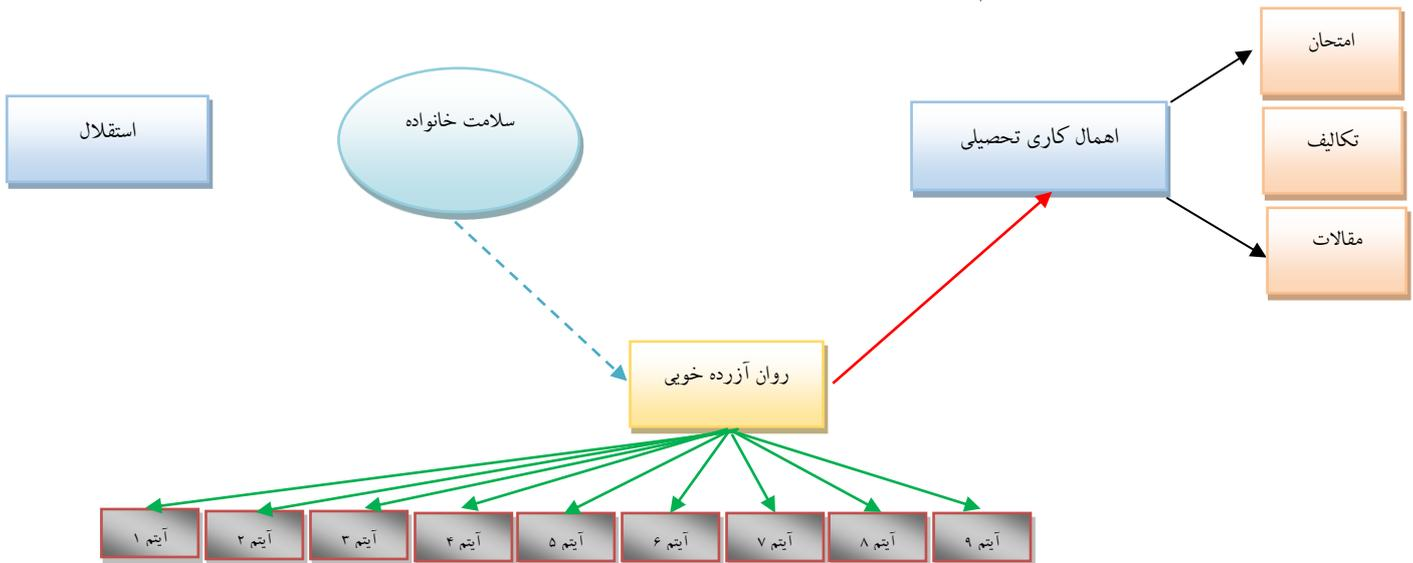 امتحان
سلامت خانواده
استقلال
اهمال کاری تحصیلی
تکالیف
مقالات
روان آزرده خویی
آیتم ۱
آیتم ۲
آیتم ۳
آیتم ۴
آیتم ۵
آیتم ۶
آیتم ۷
آیتم ۸
آیتم ۹